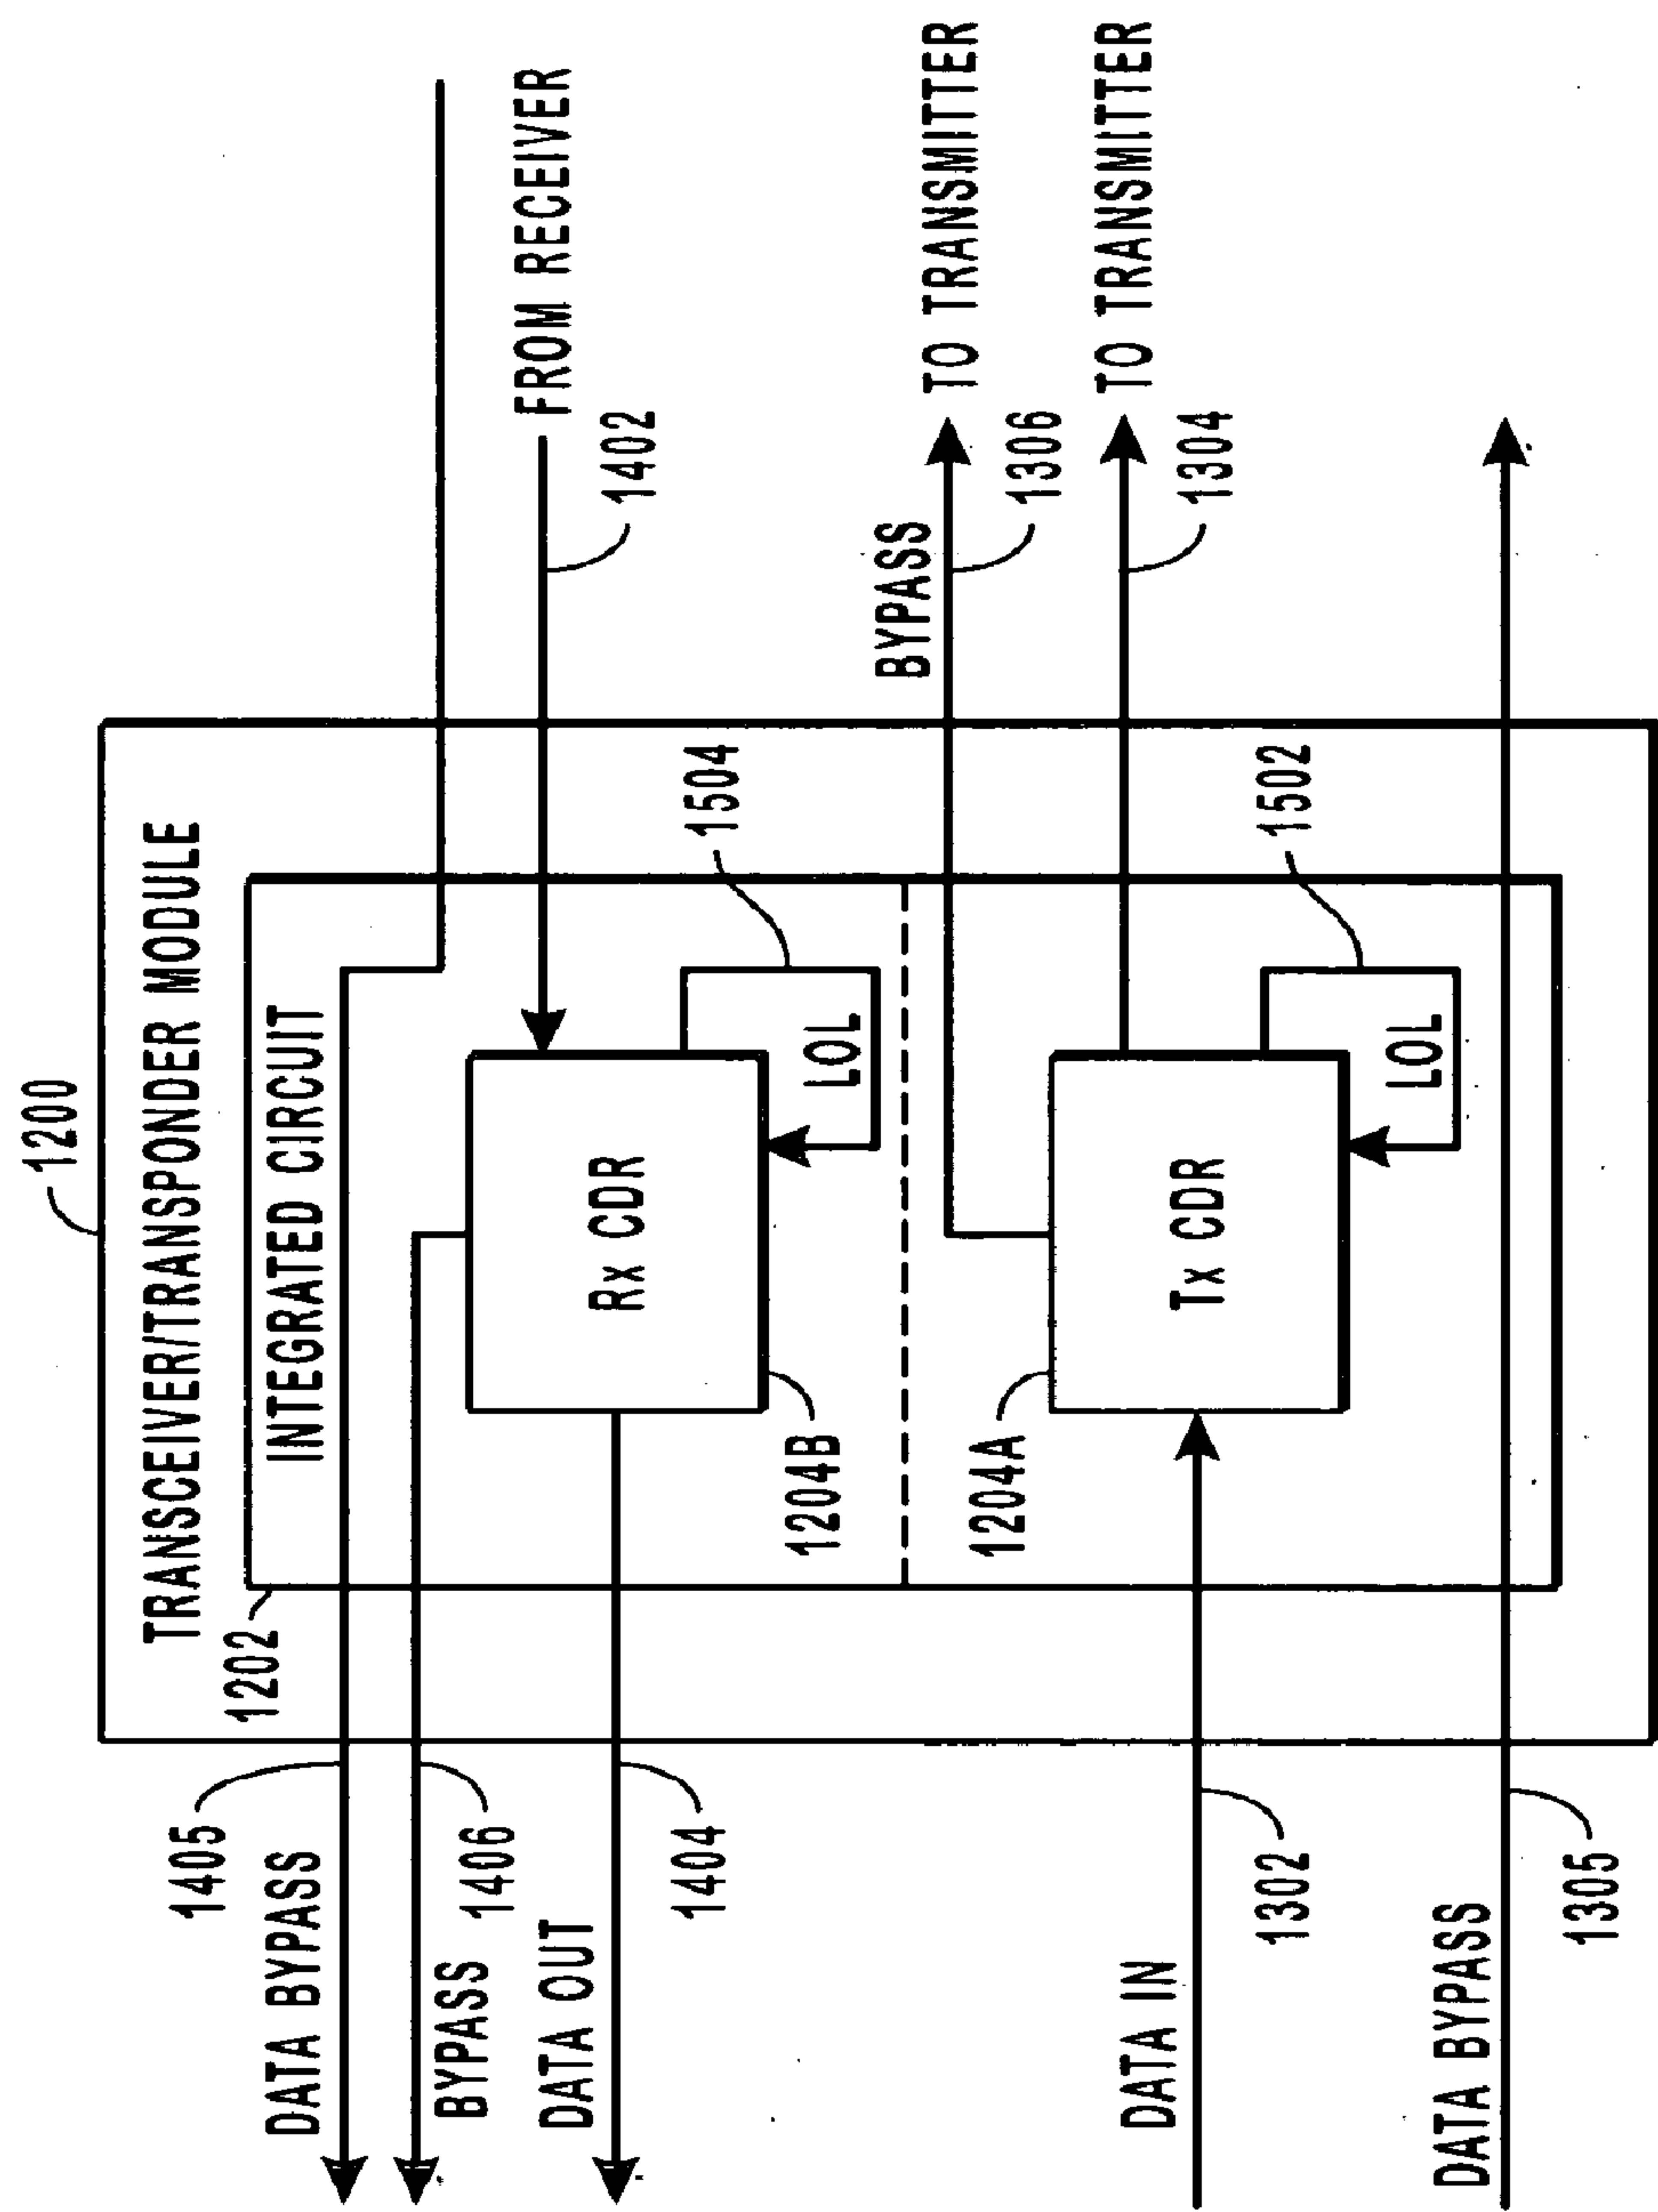 1200
TRANSCEIVER/TRANSPONDER MODULE
1202
INTEGRATED CIRCUIT
1405
DATA BYPASS
1406
BYPASS
DATA OUT
1404
Rx CDR
1204B
LOL
1504
FROM RECEIVER
1402
BYPASS
TO TRANSMITTER
1306
TO TRANSMITTER
1304
1204A
Tx CDR
LOL
1502
DATA IN
1302
DATA BYPASS
1305